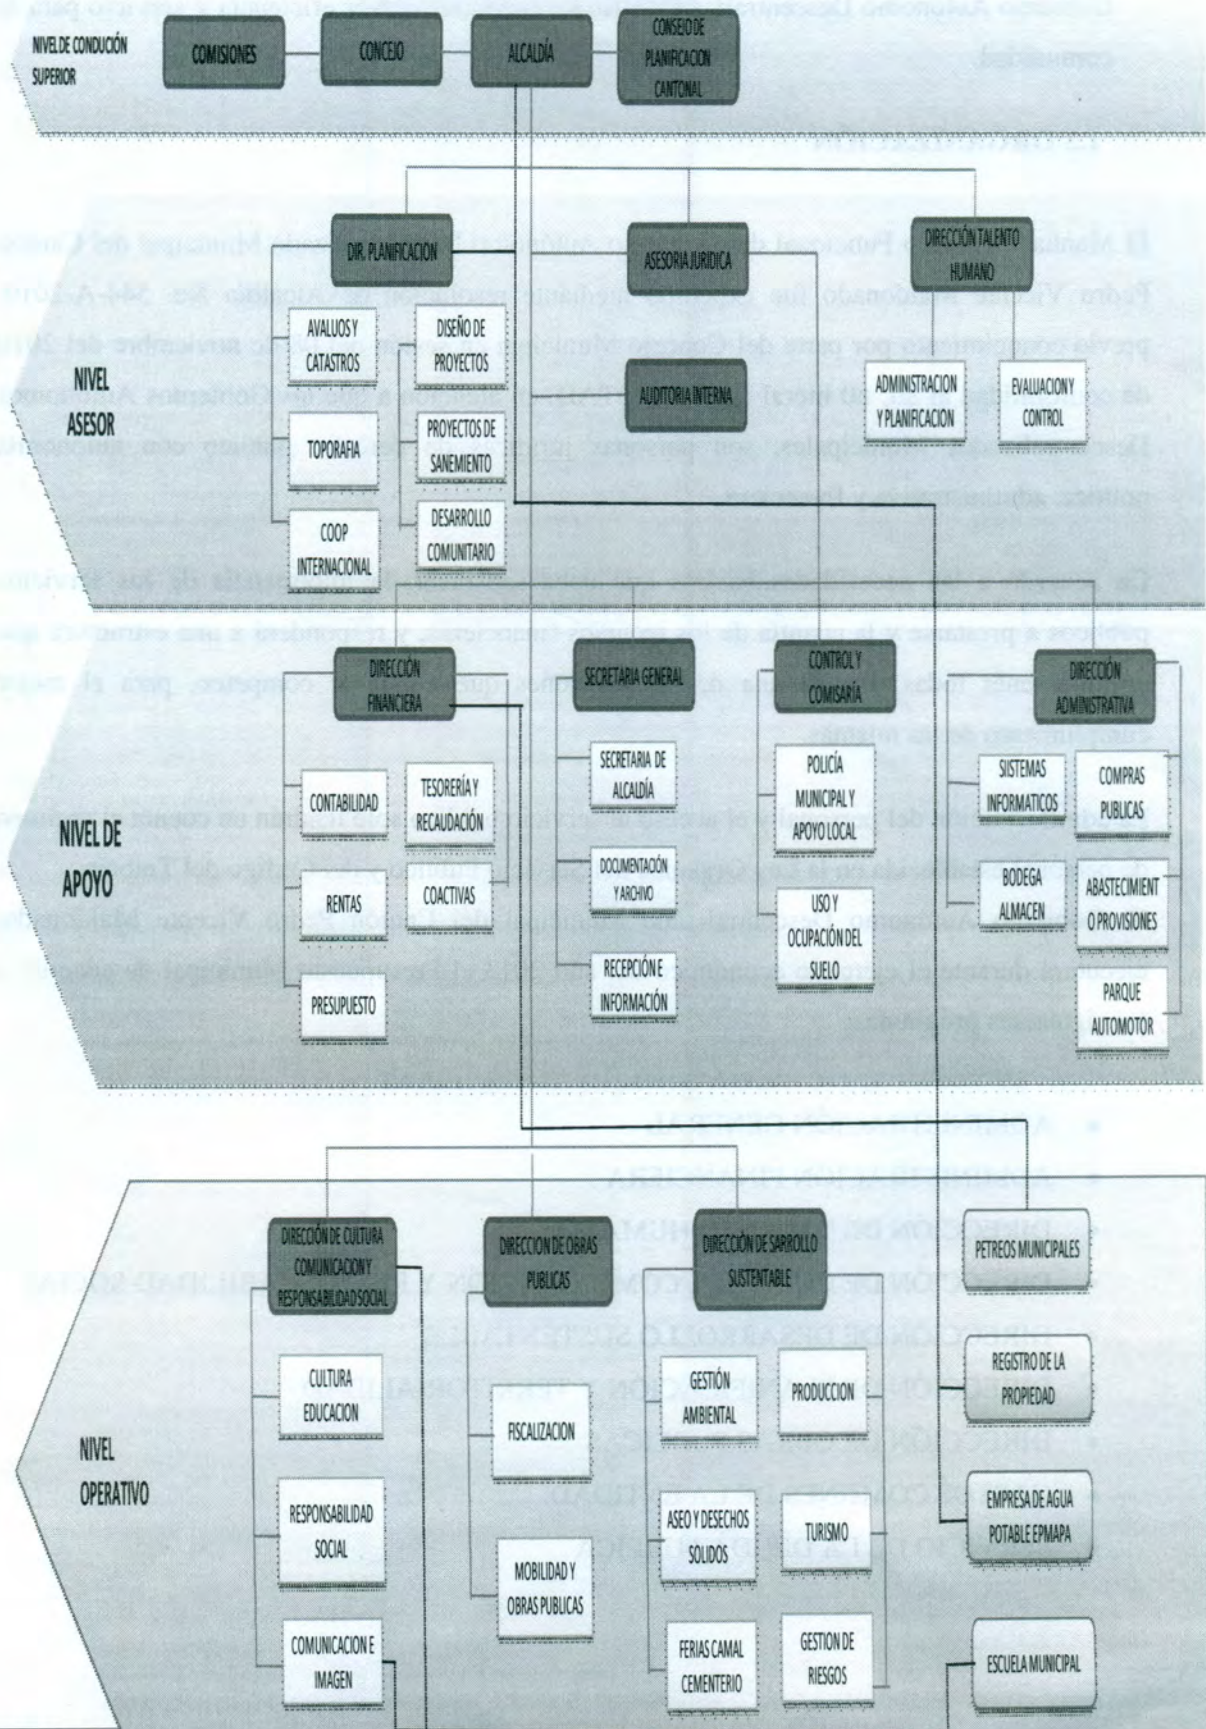 NIVEL DE CONDUCIÓN
SUPERIOR
COMISIONES
CONCEJO
ALCALDÍA
CONSEJO DE
PLANIFICACION
CANTONAL
NIVEL
ASESOR
DIR. PLANIFICACIÓN
AVALUOS Y
CATASTROS
DISEÑO DE
PROYECTOS
TOPORAFIA
PROYECTOS DE
SANEMIENTO
COOP
INTERNACIONAL
DESARROLLO
COMUNITARIO
ASESORIA JURIDICA
AUDITORIA INTERNA
DIRECCIÓN TALENTO
HUMANO
ADMINISTRACION
Y PLANIFICACION
EVALUACION Y
CONTROL
NIVEL DE
APOYO
DIRECCIÓN
FINANCIERA
CONTABILIDAD
TESORERÍA Y
RECAUDACIÓN
RENTAS
COACTIVAS
PRESUPUESTO
SECRETARIA GENERAL
SECRETARIA DE
ALCALDÍA
DOCUMENTACIÓN
Y ARCHIVO
RECEPCIÓN E
INFORMACIÓN
CONTROL Y
COMISARÍA
POLICÍA
MUNICIPAL Y
APOYO LOCAL
USO Y
OCUPACIÓN DEL
SUELO
DIRECCIÓN
ADMINISTRATIVA
SIISTEMAS
INFORMATICOS
COMPRAS
PUBLICAS
BODEGA
ALMACEN
ABASTECIMIENT
O PROVISIONES
PARQUE
AUTOMOTOR
NIVEL
OPERATIVO
DIRECCIÓN DE CULTURA
COMUNICACION Y
RESPONSABILIDAD SOCIAL
CULTURA
EDUCACION
RESPONSABILIDAD
SOCIAL
COMUNICACION E
IMAGEN
DIRECCION DE OBRAS
PUBLICAS
FISCALIZACION
MOBILIDAD Y
OBRAS PUBLICAS
DIRECCIÓN DE SARROLLO
SUSTENTABLE
GESTIÓN
AMBIENTAL
PRODUCCION
ASEO Y DESECHOS
SOLIDOS
TURISMO
FERIAS CAMAL
CEMENTERIO
GESTION DE
RIESGOS
PETREOS MUNICIPALES
REGISTRO DE LA
PROPIEDAD
EMPRESA DE AGUA
POTABLE EPMAPA
ESCUELA MUNICIPAL